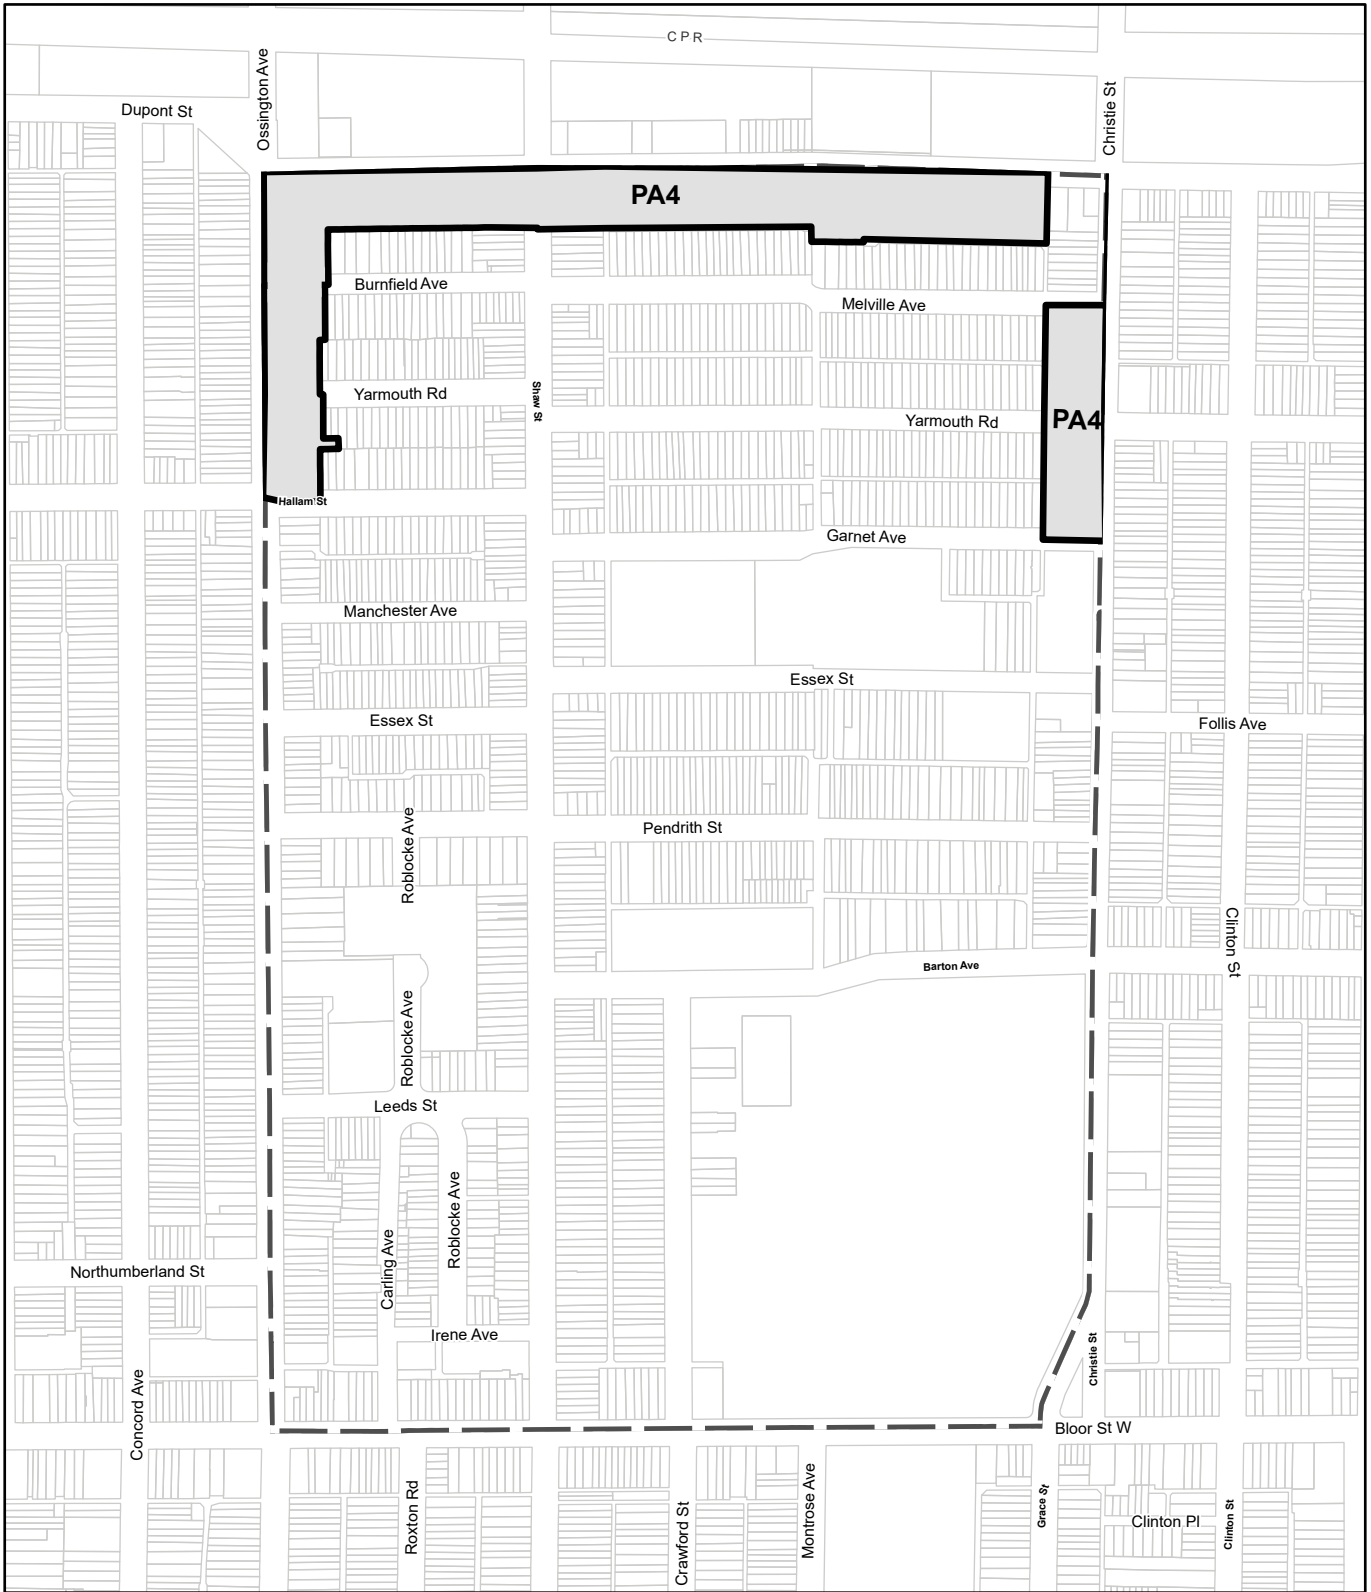 CPR
Ossington Ave
Christie St
Dupont St
PA4
Burnfield Ave
Melville Ave
Yarmouth Rd
Shaw St
Yarmouth Rd
PA4
Hallam St
Garnet Ave
Manchester Ave
Essex St
Essex St
Follis Ave
Roblocke Ave
Pendrith St
Clinton St
Barton Ave
Roblocke Ave
Leeds St
Roblocke Ave
Carling Ave
Northumberland St
Irene Ave
Christie St
Concord Ave
Bloor St W
Roxton Rd
Crawford St
Montrose Ave
Grace St
Clinton Pl
Clinton St